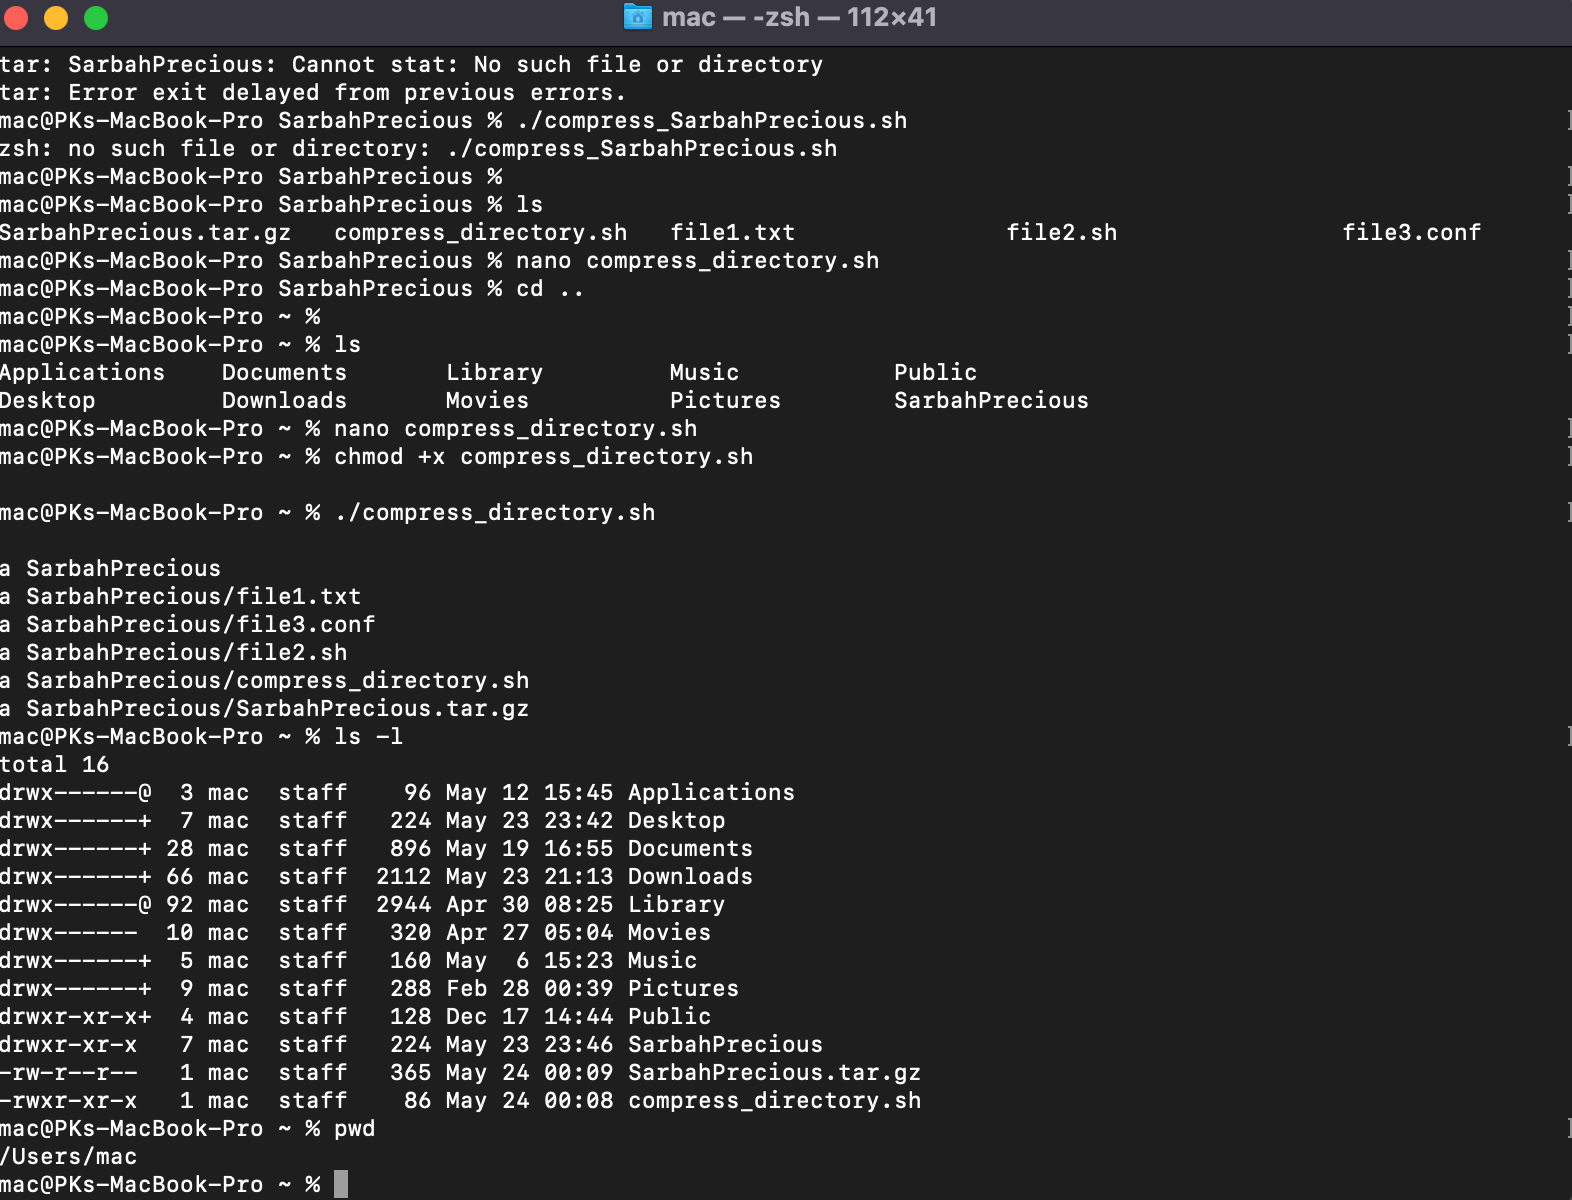 mac — -zsh — 112×41
tar: SarbahPrecious: Cannot stat: No such file or directory
tar: Error exit delayed from previous errors.
mac@PKs-MacBook-Pro SarbahPrecious % ./compress_SarbahPrecious.sh
zsh: no such file or directory: ./compress_SarbahPrecious.sh
mac@PKs-MacBook-Pro SarbahPrecious %
mac@PKs-MacBook-Pro SarbahPrecious % ls
SarbahPrecious.tar.gz   compress_directory.sh   file1.txt               file2.sh                file3.conf
mac@PKs-MacBook-Pro SarbahPrecious % nano compress_directory.sh
mac@PKs-MacBook-Pro SarbahPrecious % cd ..
mac@PKs-MacBook-Pro ~ %
mac@PKs-MacBook-Pro ~ % ls
Applications    Documents       Library         Music           Public
Desktop         Downloads       Movies          Pictures        SarbahPrecious
mac@PKs-MacBook-Pro ~ % nano compress_directory.sh
mac@PKs-MacBook-Pro ~ % chmod +x compress_directory.sh
mac@PKs-MacBook-Pro ~ % ./compress_directory.sh
a SarbahPrecious
a SarbahPrecious/file1.txt
a SarbahPrecious/file3.conf
a SarbahPrecious/file2.sh
a SarbahPrecious/compress_directory.sh
a SarbahPrecious/SarbahPrecious.tar.gz
mac@PKs-MacBook-Pro ~ % ls -l
total 16
drwx------@  3 mac  staff    96 May 12 15:45 Applications
drwx------+  7 mac  staff   224 May 23 23:42 Desktop
drwx------+ 28 mac  staff   896 May 19 16:55 Documents
drwx------+ 66 mac  staff  2112 May 23 21:13 Downloads
drwx------@ 92 mac  staff  2944 Apr 30 08:25 Library
drwx------  10 mac  staff   320 Apr 27 05:04 Movies
drwx------+  5 mac  staff   160 May  6 15:23 Music
drwx------+  9 mac  staff   288 Feb 28 00:39 Pictures
drwxr-xr-x+  4 mac  staff   128 Dec 17 14:44 Public
drwxr-xr-x   7 mac  staff   224 May 23 23:46 SarbahPrecious
-rw-r--r--   1 mac  staff   365 May 24 00:09 SarbahPrecious.tar.gz
-rwxr-xr-x   1 mac  staff    86 May 24 00:08 compress_directory.sh
mac@PKs-MacBook-Pro ~ % pwd
/Users/mac
mac@PKs-MacBook-Pro ~ %